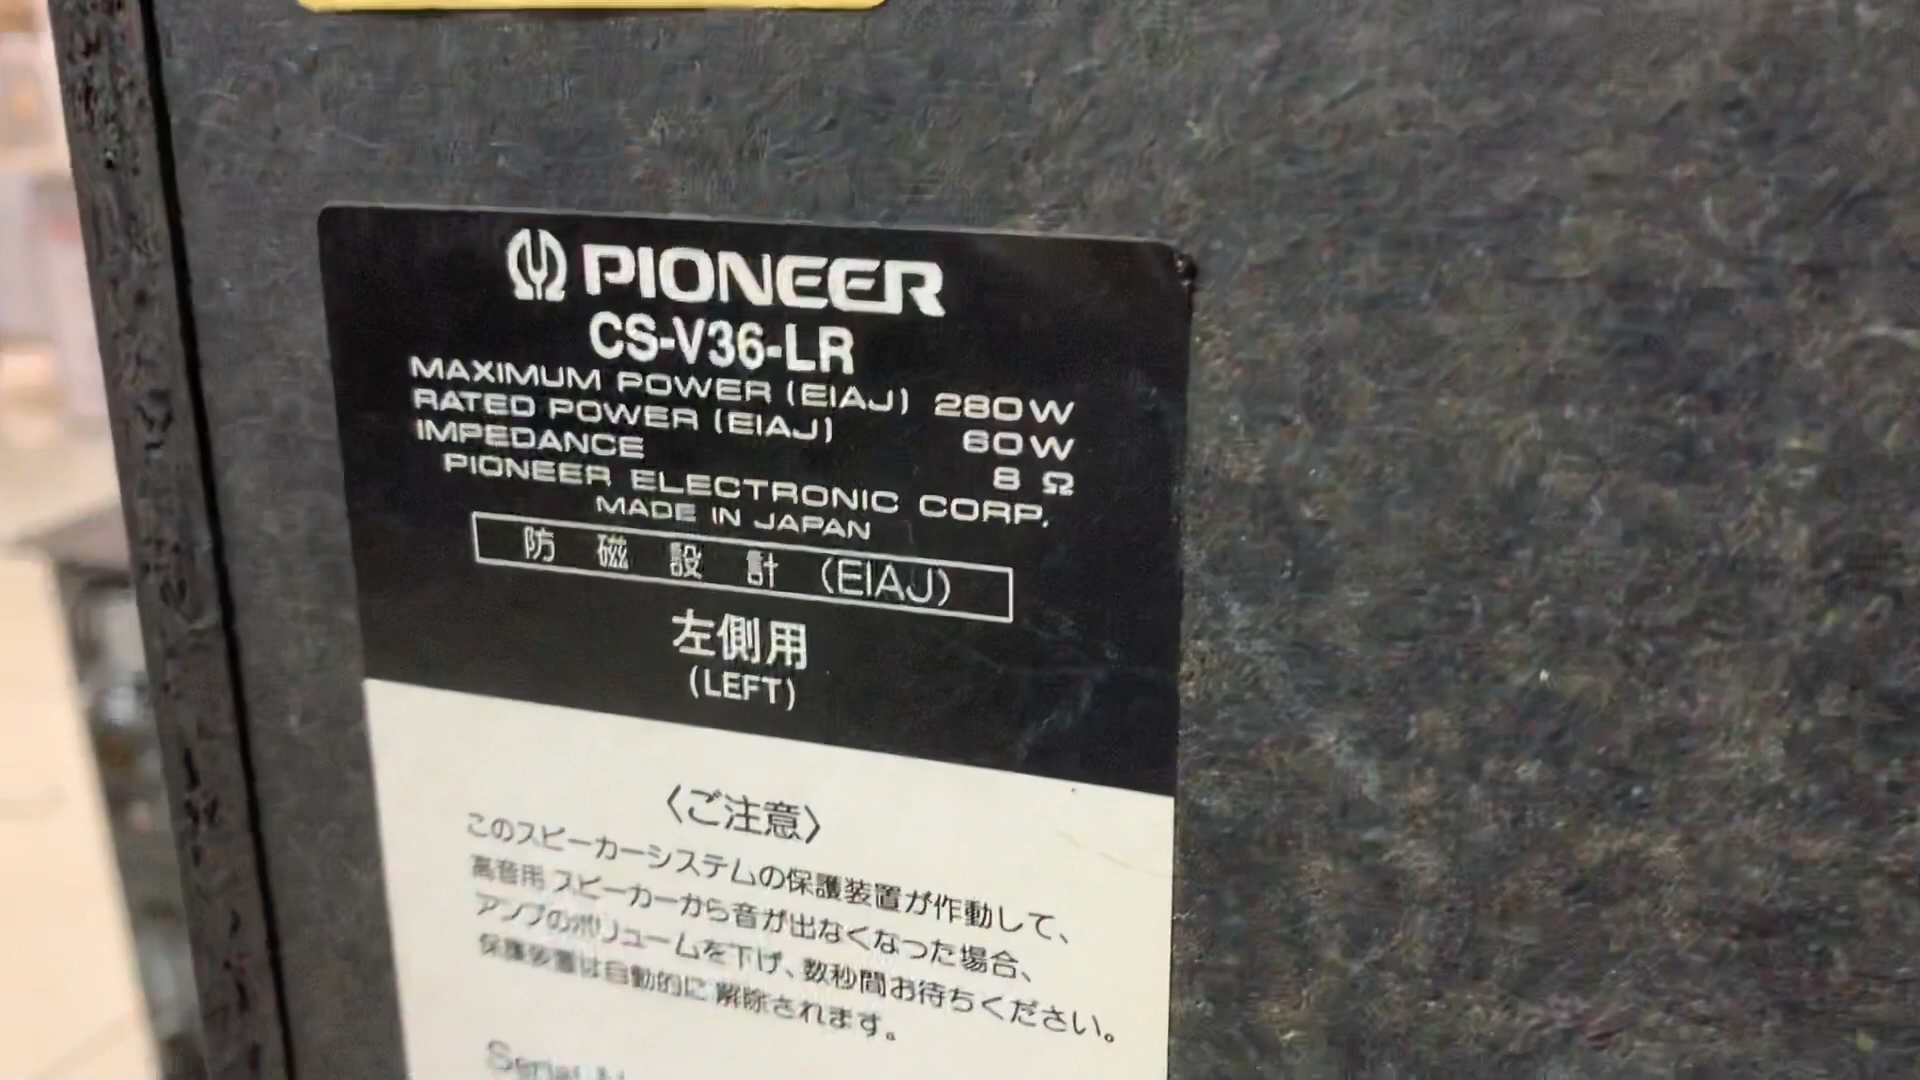 PIONEER
CS-V36-LR
MAXIMUM POWER (EIAJ) 280W
RATED POWER (EIAJ) 60W
IMPEDANCE 8 Ω
PIONEER ELECTRONIC CORP.
MADE IN JAPAN
防磁設計 (EIAJ)
左側用
(LEFT)
〈ご注意〉
このスピーカーシステムの保護装置が作動して、
高音用スピーカーから音が出なくなった場合、
アンプのボリュームを下げ、数秒間お待ちください。
保護装置は自動的に解除されます。
Serial